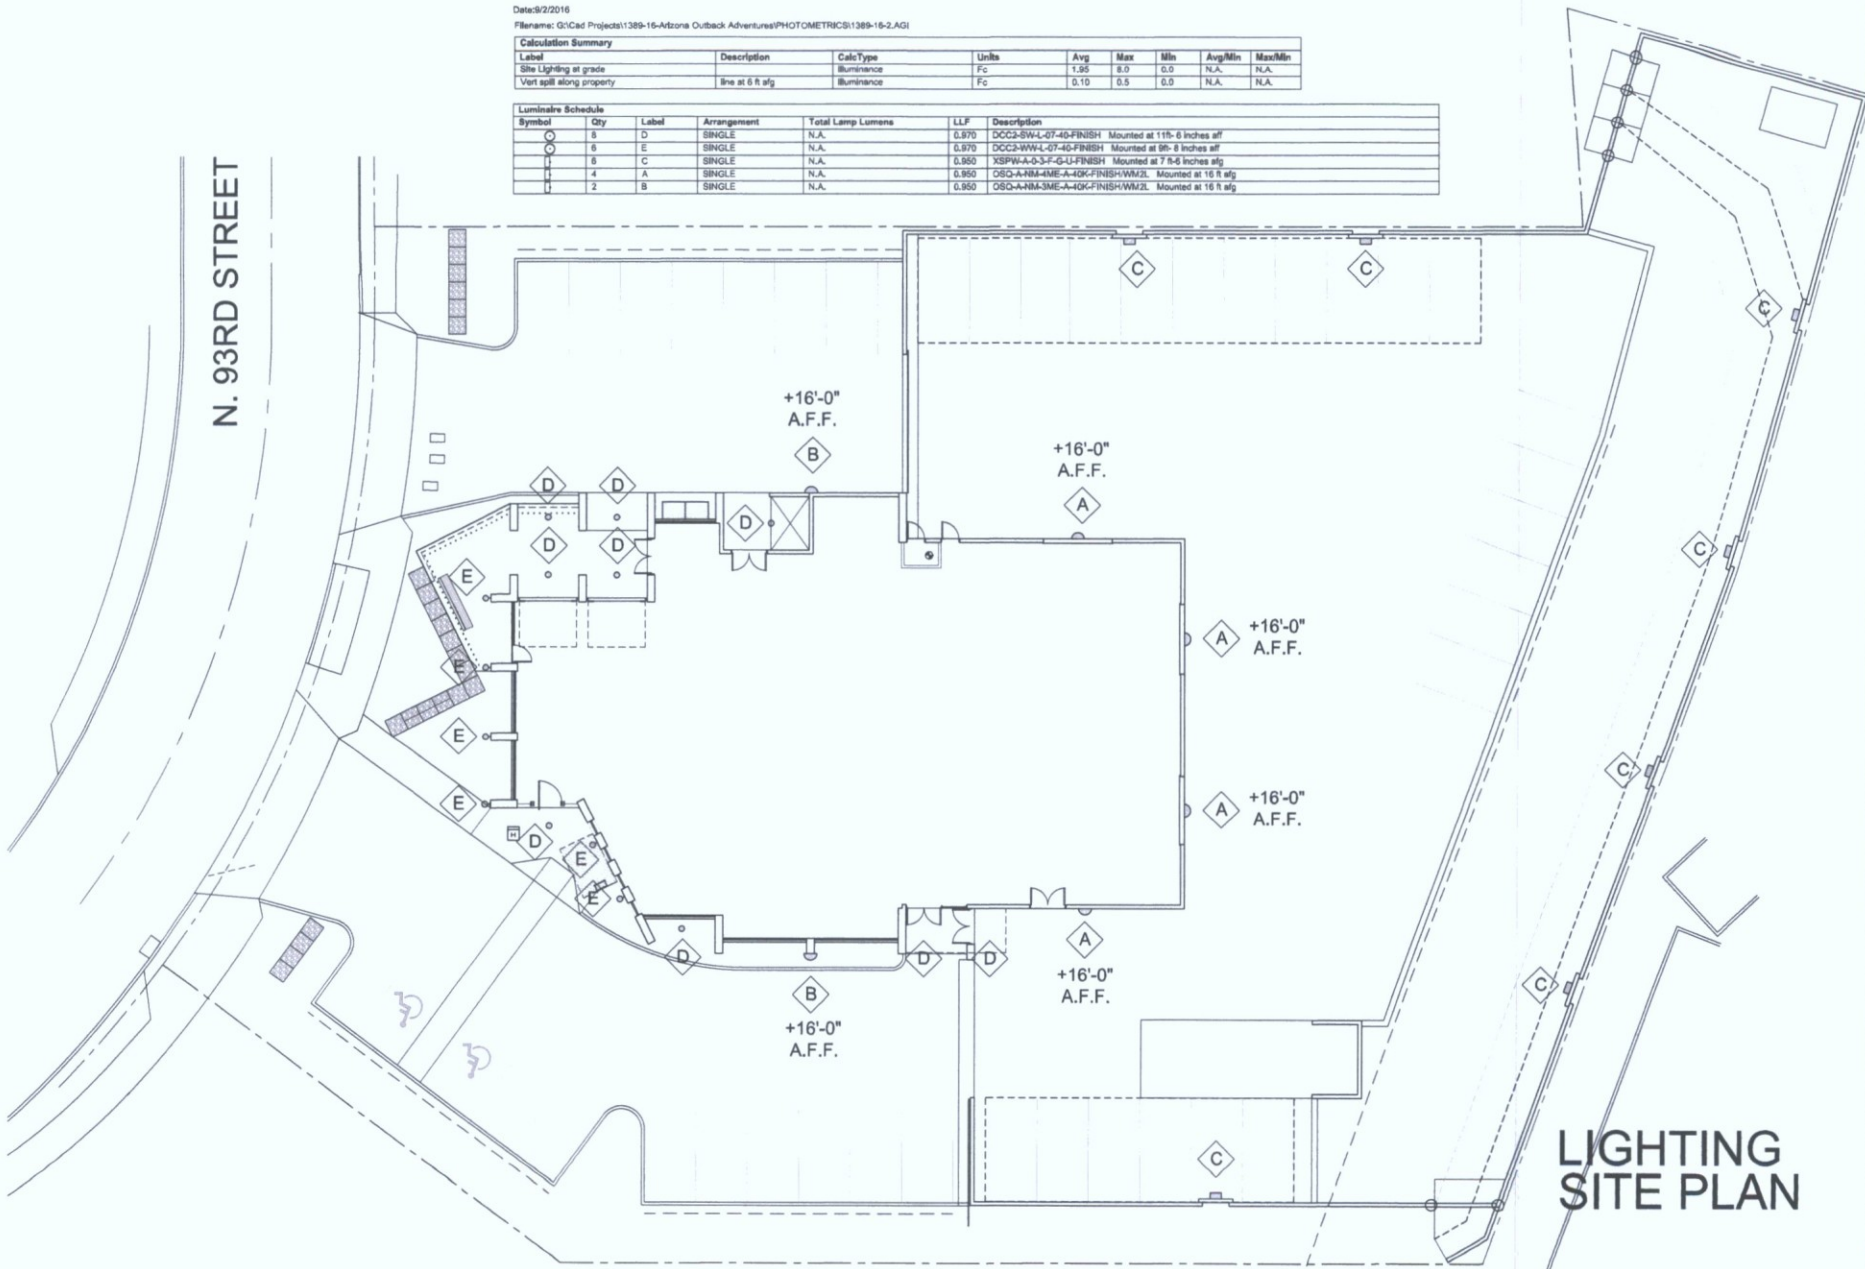 Date:9/2/2016
Filename: G:\Cad Projects\1389-16-Arizona Outback Adventures\PHOTOMETRICS\1389-16-2.AGI
Calculation Summary
Label Description CalcType Units Avg Max Min Avg/Min Max/Min
Site Lighting at grade Illuminance Fc 1.95 8.0 0.0 N.A. N.A.
Vert spill along property line at 6 ft afg Illuminance Fc 0.10 0.5 0.0 N.A. N.A.
Luminaire Schedule
Symbol Qty Label Arrangement Total Lamp Lumens LLF Description
8 D SINGLE N.A. 0.970 DCC2-SW-L-07-40-FINISH Mounted at 11ft- 6 inches aff
6 E SINGLE N.A. 0.970 DCC2-WW-L-07-40-FINISH Mounted at 9ft- 8 inches aff
8 C SINGLE N.A. 0.950 XSPW-A-0-3-F-G-U-FINISH Mounted at 7 ft-6 inches afg
4 A SINGLE N.A. 0.950 OSQ-A-NM-4ME-A-40K-FINISH/WM2L Mounted at 16 ft afg
2 B SINGLE N.A. 0.950 OSQ-A-NM-3ME-A-40K-FINISH/WM2L Mounted at 16 ft afg
N. 93RD STREET
C
C
C
+16'-0"
A.F.F.
B
+16'-0"
A.F.F.
A
D
D
D
D
D
C
E
+16'-0"
A.F.F.
A
E
E
C
E
+16'-0"
A.F.F.
A
D
H
E
E
D
D
D
A
+16'-0"
A.F.F.
C
B
+16'-0"
A.F.F.
C
LIGHTING
SITE PLAN